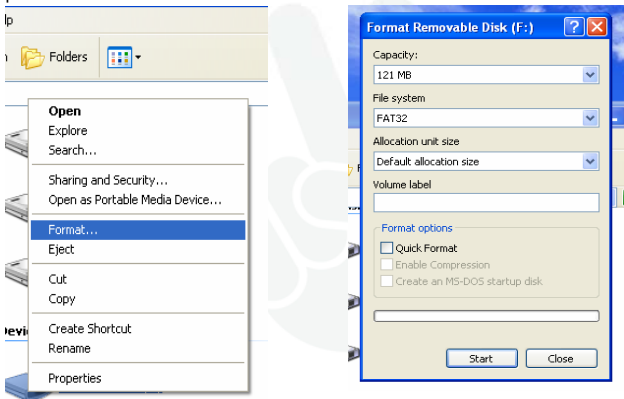 lp
Folders
Open
Explore
Search...
Sharing and Security...
Open as Portable Media Device...
Format...
Eject
Cut
Copy
Create Shortcut
Rename
Properties
Devi
Format Removable Disk (F:)
Capacity:
121 MB
File system
FAT32
Allocation unit size
Default allocation size
Volume label
Format options
Quick Format
Enable Compression
Create an MS-DOS startup disk
Start Close